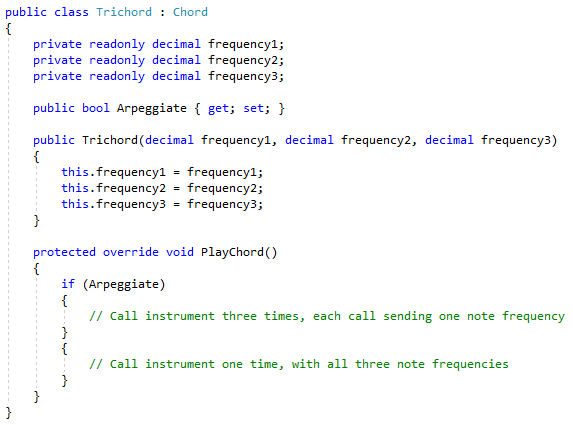 public class Trichord : Chord
{
private readonly decimal frequency1;
private readonly decimal frequency2;
private readonly decimal frequency3;
public bool Arpeggiate { get; set; }
public Trichord(decimal frequency1, decimal frequency2, decimal frequency3)
{
this.frequency1 = frequency1;
this.frequency2 = frequency2;
this.frequency3 = frequency3;
}
protected override void PlayChord()
{
if (Arpeggiate)
{
// Call instrument three times, each call sending one note frequency
}
{
// Call instrument one time, with all three note frequencies
}
}
}